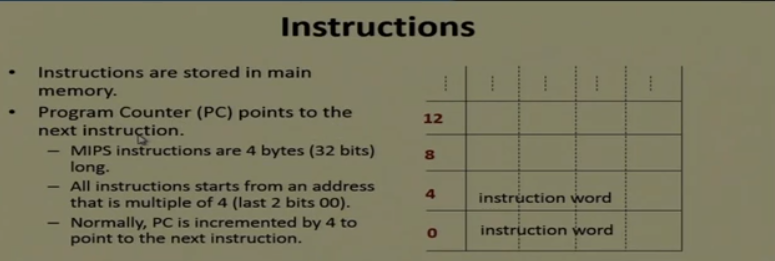 Instructions
• Instructions are stored in main
memory.
• Program Counter (PC) points to the
next instruction.
– MIPS instructions are 4 bytes (32 bits)
long.
– All instructions starts from an address
that is multiple of 4 (last 2 bits 00).
– Normally, PC is incremented by 4 to
point to the next instruction.
12
8
4 instruction word
0 instruction word